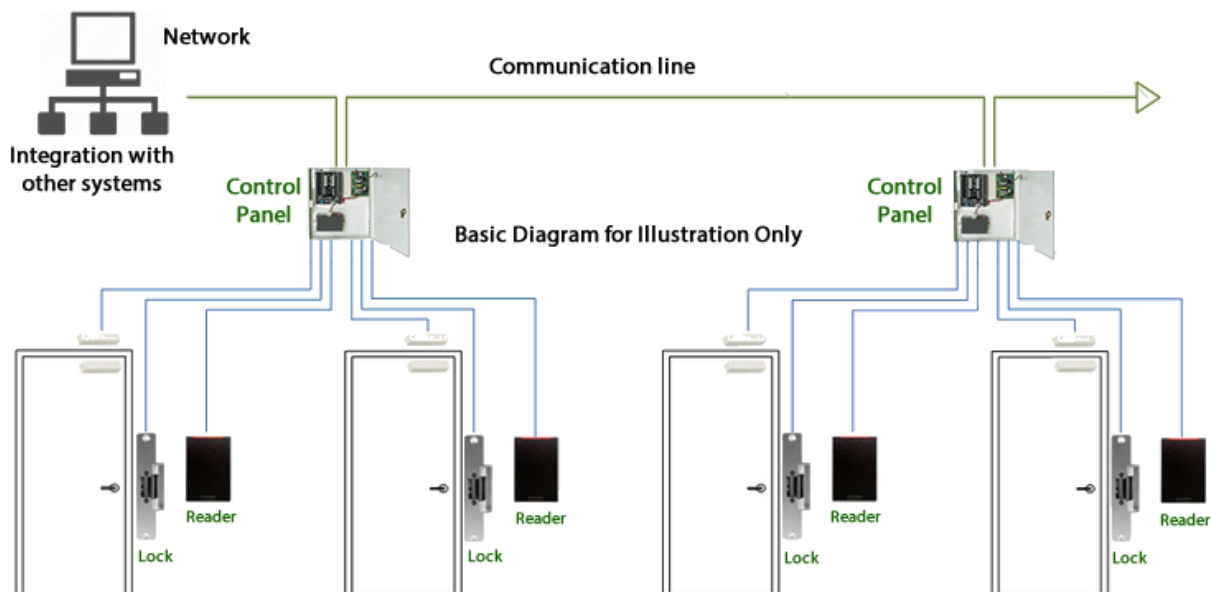 Network
Communication line
Integration with
other systems
Control
Panel
Control
Panel
Basic Diagram for Illustration Only
Reader
Reader
Reader
Reader
Lock
Lock
Lock
Lock